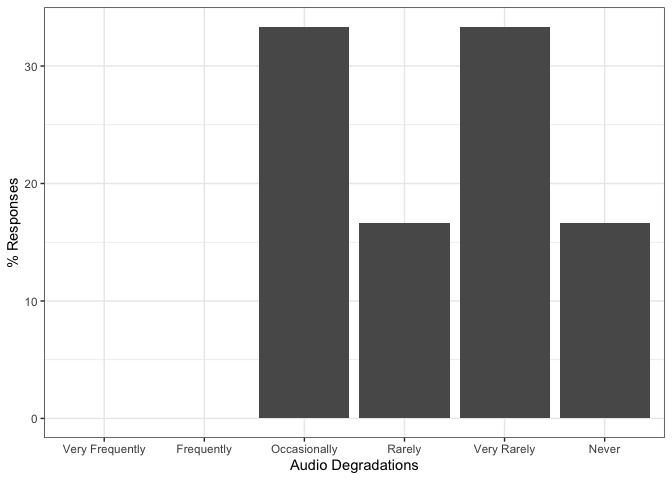 % Responses
30
20
10
0
Very Frequently Frequently Occasionally Rarely Very Rarely Never
Audio Degradations